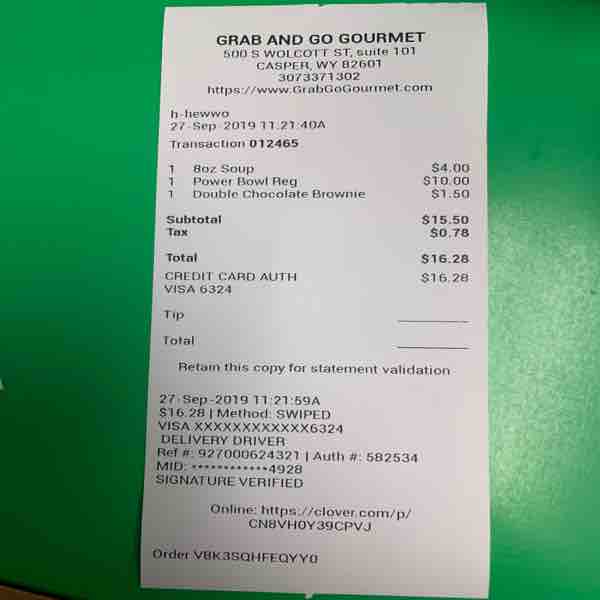 GRAB AND GO GOURMET
500 S WOLCOTT ST, suite 101
CASPER, WY 82601
3073371302
https://www.GrabGoGourmet.com
h-hewwo
27-Sep-2019 11:21:40A
Transaction 012465
1 8oz Soup $4.00
1 Power Bowl Reg $10.00
1 Double Chocolate Brownie $1.50
Subtotal $15.50
Tax $0.78
Total $16.28
CREDIT CARD AUTH $16.28
VISA 6324
Tip
Total
Retain this copy for statement validation
27-Sep-2019 11:21:59A
$16.28 | Method: SWIPED
VISA XXXXXXXXXXXX6324
DELIVERY DRIVER
Ref #: 927000624321 | Auth #: 582534
MID: ************4928
SIGNATURE VERIFIED
Online: https://clover.com/p/
CN8VH0Y39CPVJ
Order V8K3SQHFEQYY0